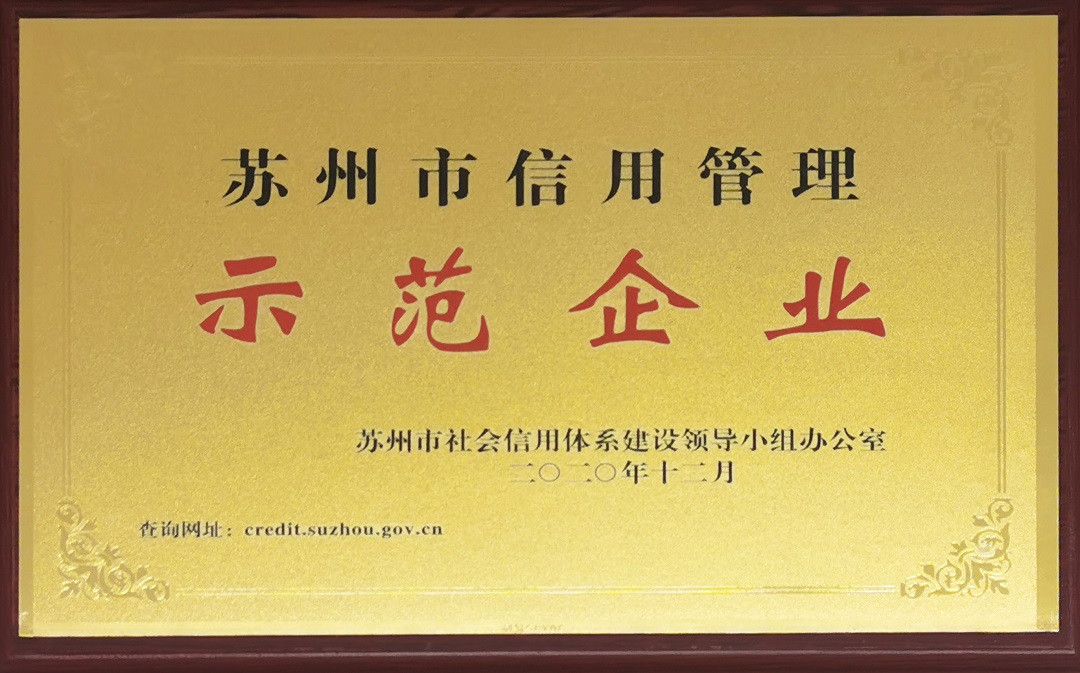 苏州市信用管理
示范企业
苏州市社会信用体系建设领导小组办公室
二〇二〇年十二月
查询网址：credit.suzhou.gov.cn